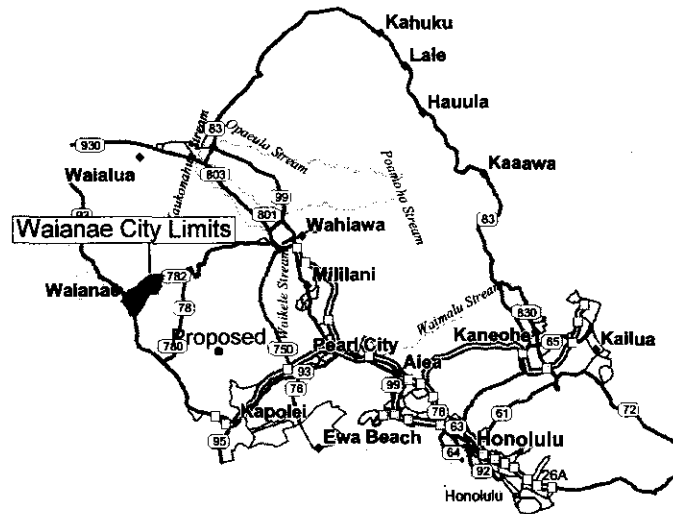 Kahuku
Laie
Hauula
83
Opaeula Stream
930
Waialua
803
Poamoho Stream
Kaaawa
99
83
801
Wahiawa
Waianae City Limits
Mililani
782
Waianae
78
Waikele Stream
Waimalu Stream
830
Proposed
780
750
Pearl City
Kaneohe
65
Kailua
93
Aiea
78
99
Kapolei
78
61
72
95
Ewa Beach
63
Honolulu
64
92
26A
Honolulu